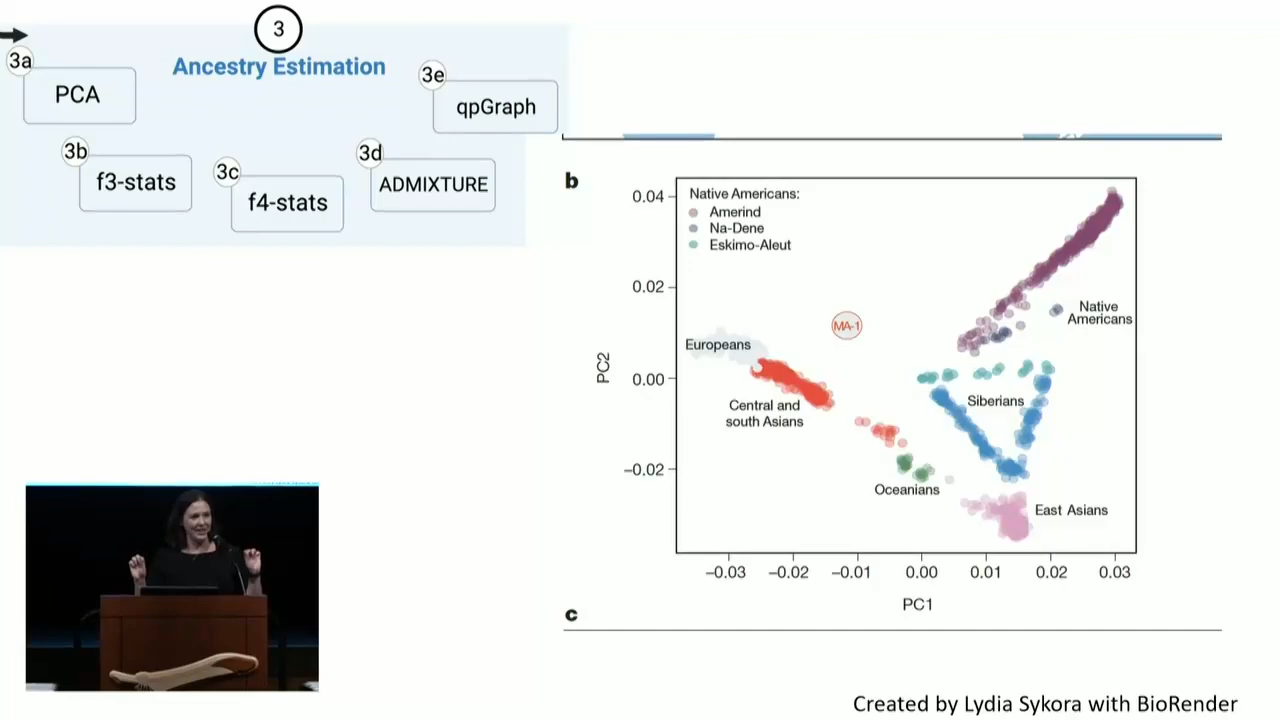 3
Ancestry Estimation
3a
PCA
3b
f3-stats
3c
f4-stats
3d
ADMIXTURE
3e
qpGraph
b
Native Americans:
Amerind
Na-Dene
Eskimo-Aleut
0.04
0.02
0.00
–0.02
PC2
MA-1
Native
Americans
Europeans
Central and
south Asians
Siberians
Oceanians
East Asians
–0.03
–0.02
–0.01
0.00
0.01
0.02
0.03
PC1
c
Created by Lydia Sykora with BioRender